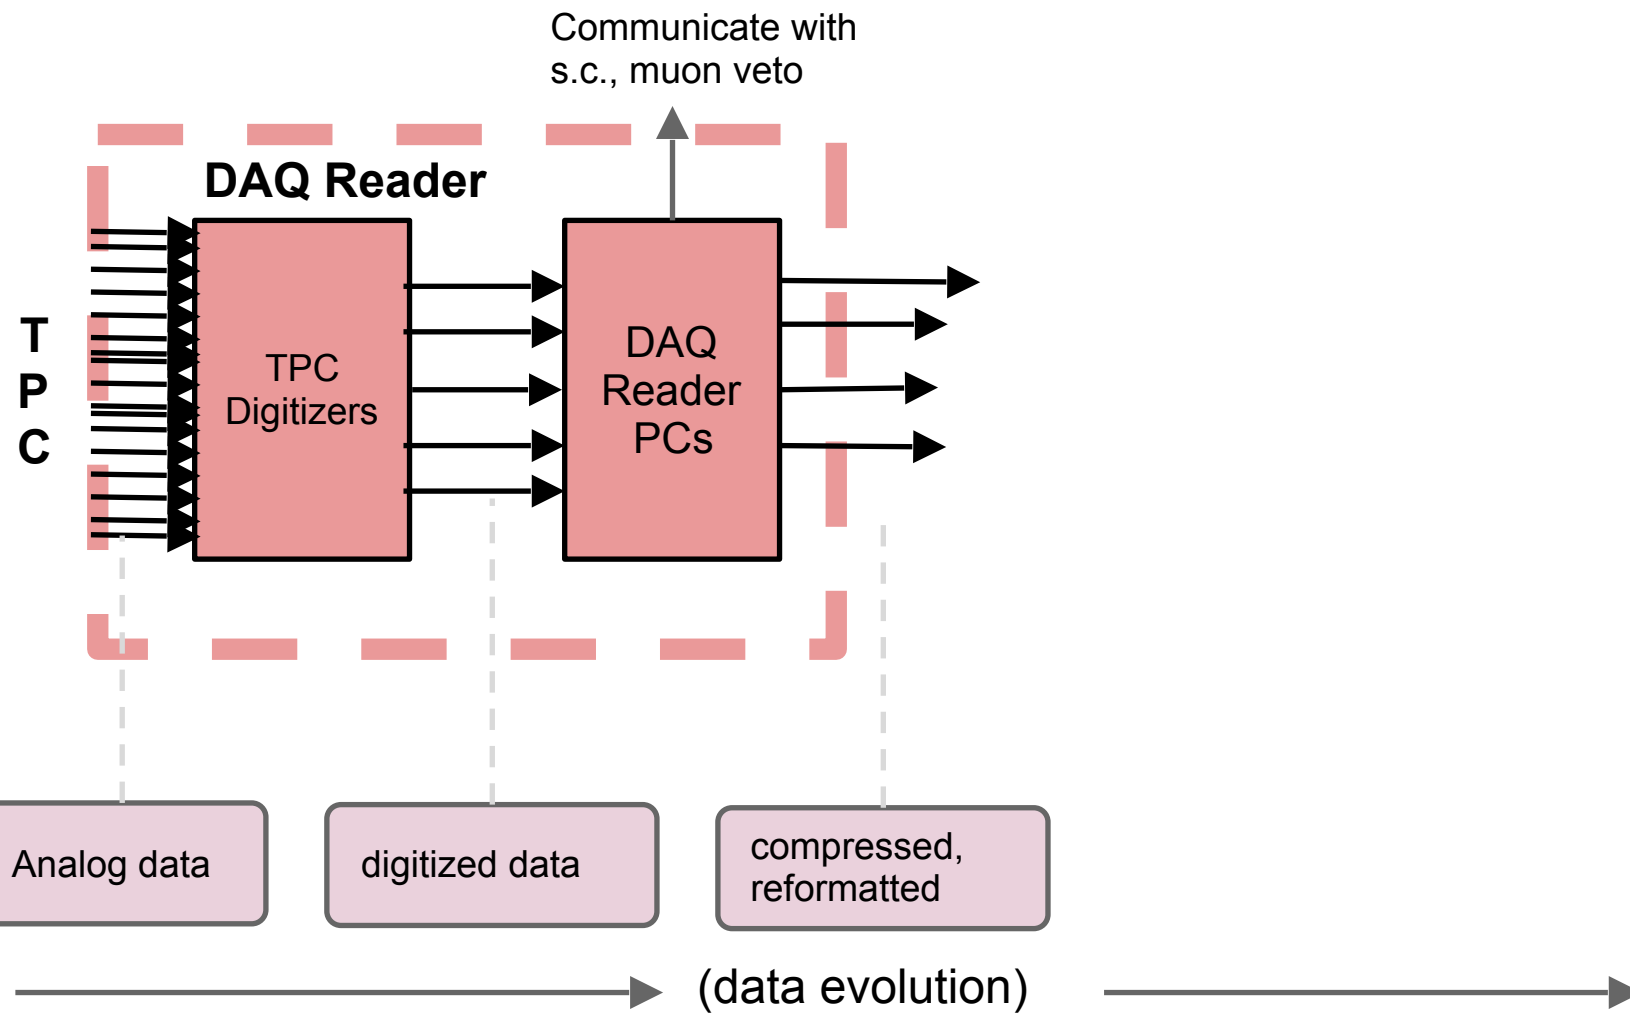 Communicate with
s.c., muon veto
DAQ Reader
T
P
C
TPC
Digitizers
DAQ
Reader
PCs
Analog data
digitized data
compressed,
reformatted
(data evolution)